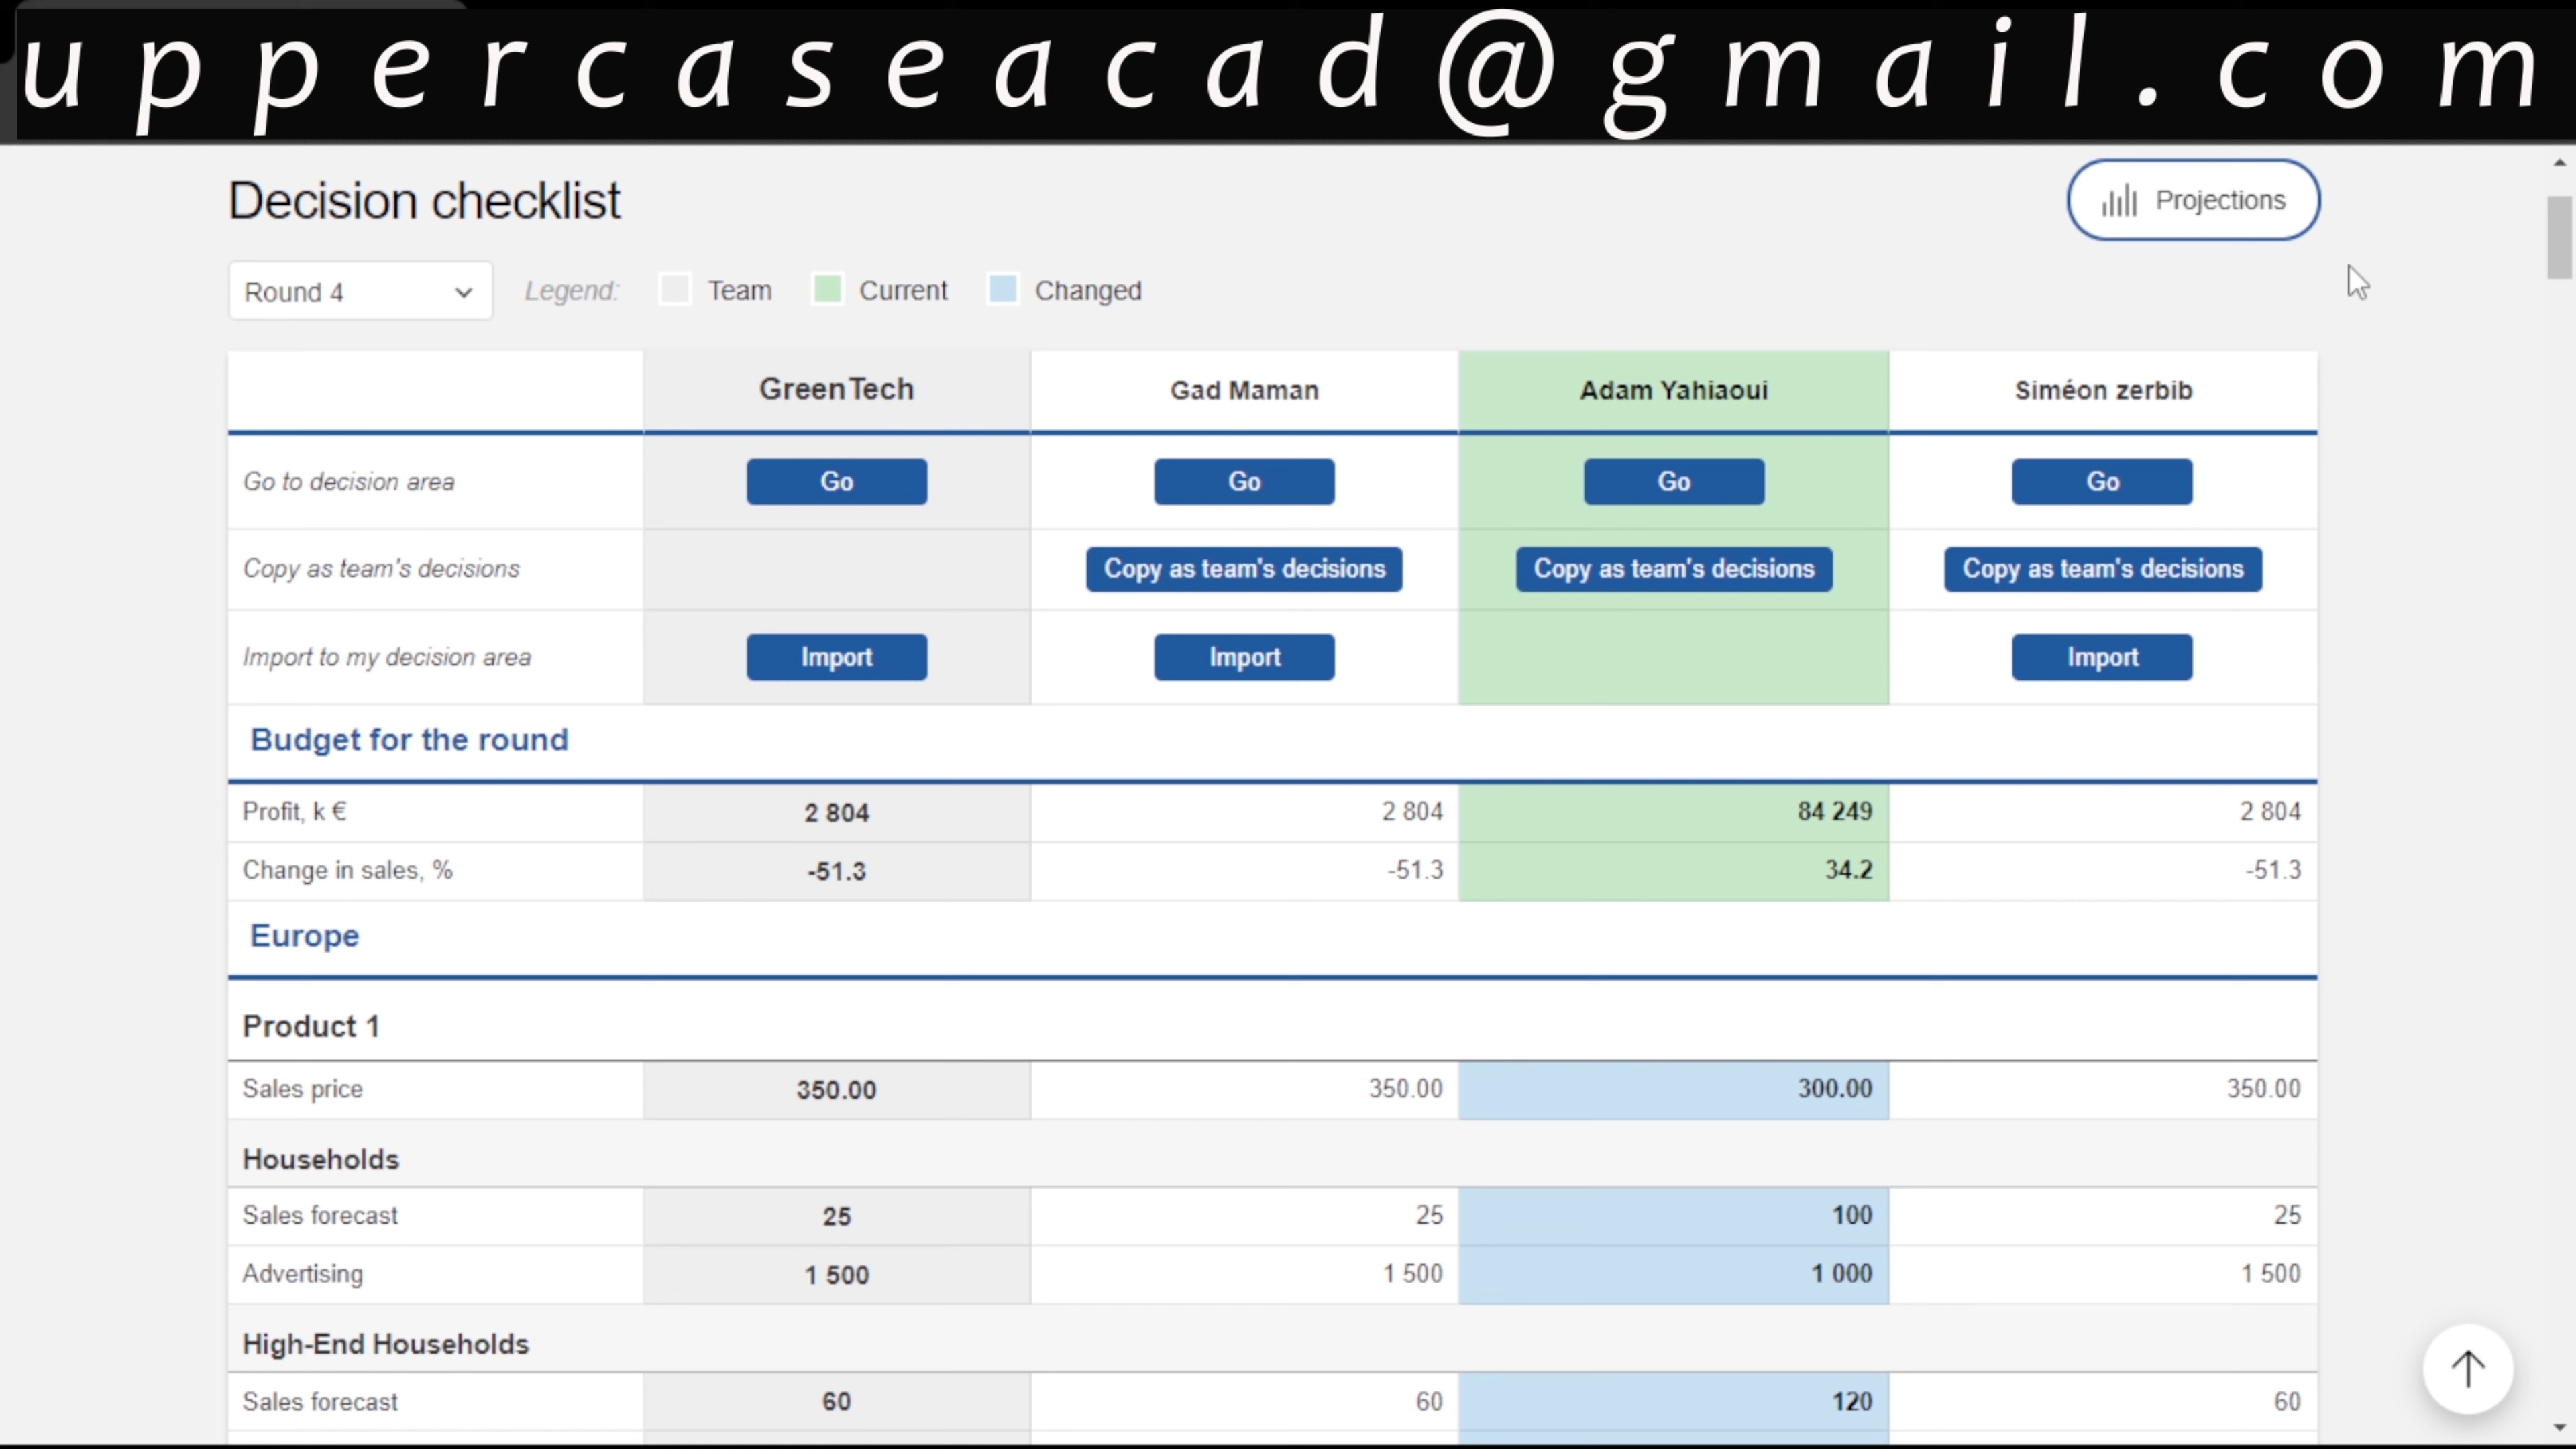 uppercaseacad@gmail.com
Decision checklist
Projections
Round 4 Legend: Team Current Changed
GreenTech Gad Maman Adam Yahiaoui Siméon zerbib
Go to decision area Go Go Go Go
Copy as team's decisions Copy as team's decisions Copy as team's decisions Copy as team's decisions
Import to my decision area Import Import Import
Budget for the round
Profit, k € 2 804 2 804 84 249 2 804
Change in sales, % -51.3 -51.3 34.2 -51.3
Europe
Product 1
Sales price 350.00 350.00 300.00 350.00
Households
Sales forecast 25 25 100 25
Advertising 1 500 1 500 1 000 1 500
High-End Households
Sales forecast 60 60 120 60